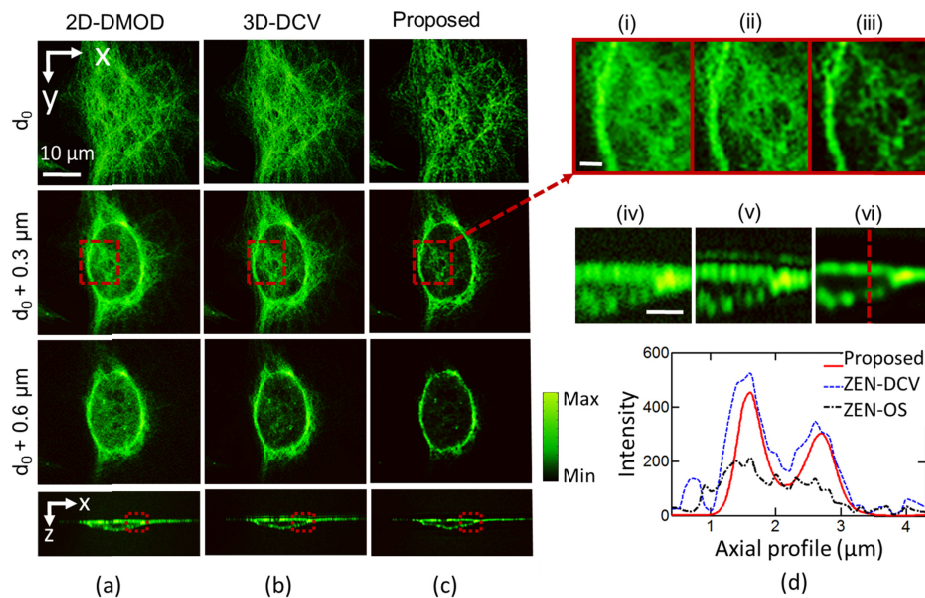 2D-DMOD 3D-DCV Proposed
(i) (ii) (iii)
x
y
d₀
10 μm
d₀ + 0.3 μm
(iv) (v) (vi)
d₀ + 0.6 μm
Max
Min
x
z
(a) (b) (c)
600
400
200
0
Intensity
Proposed
ZEN-DCV
ZEN-OS
1 2 3 4
Axial profile (μm)
(d)